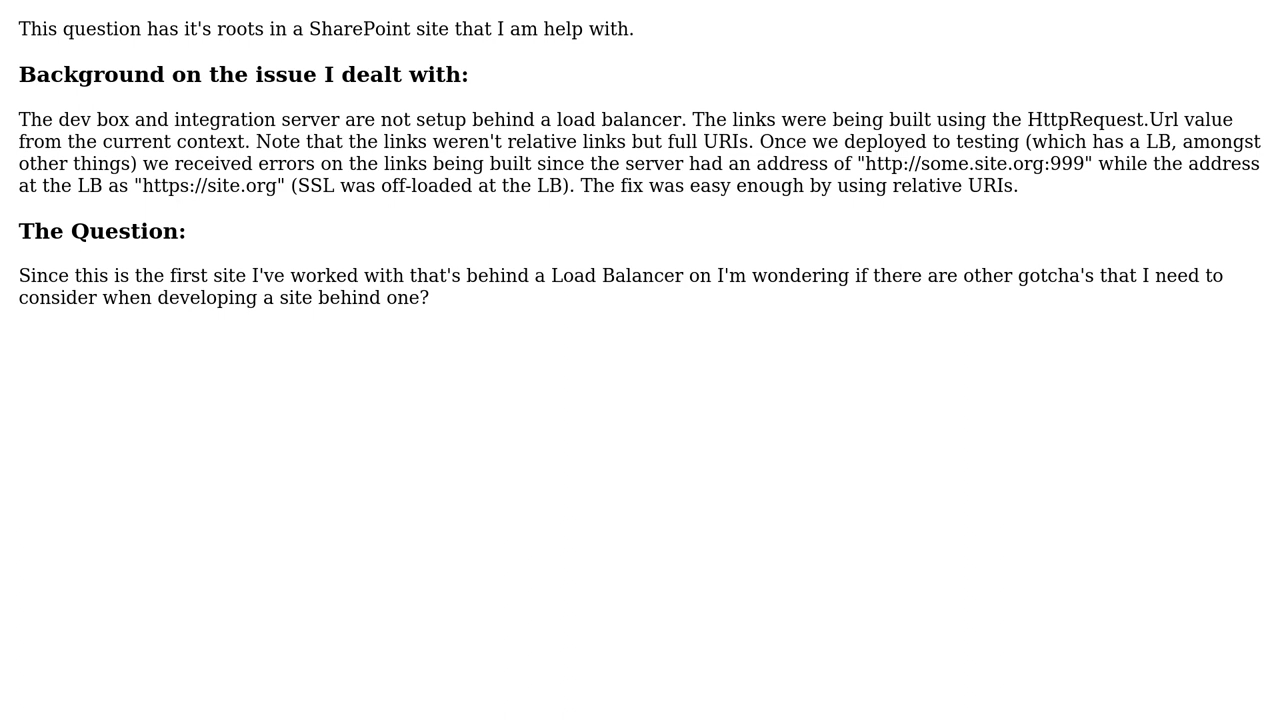 This question has it's roots in a SharePoint site that I am help with.
Background on the issue I dealt with:
The dev box and integration server are not setup behind a load balancer. The links were being built using the HttpRequest.Url value
from the current context. Note that the links weren't relative links but full URIs. Once we deployed to testing (which has a LB, amongst
other things) we received errors on the links being built since the server had an address of "http://some.site.org:999" while the address
at the LB as "https://site.org" (SSL was off-loaded at the LB). The fix was easy enough by using relative URIs.
The Question:
Since this is the first site I've worked with that's behind a Load Balancer on I'm wondering if there are other gotcha's that I need to
consider when developing a site behind one?